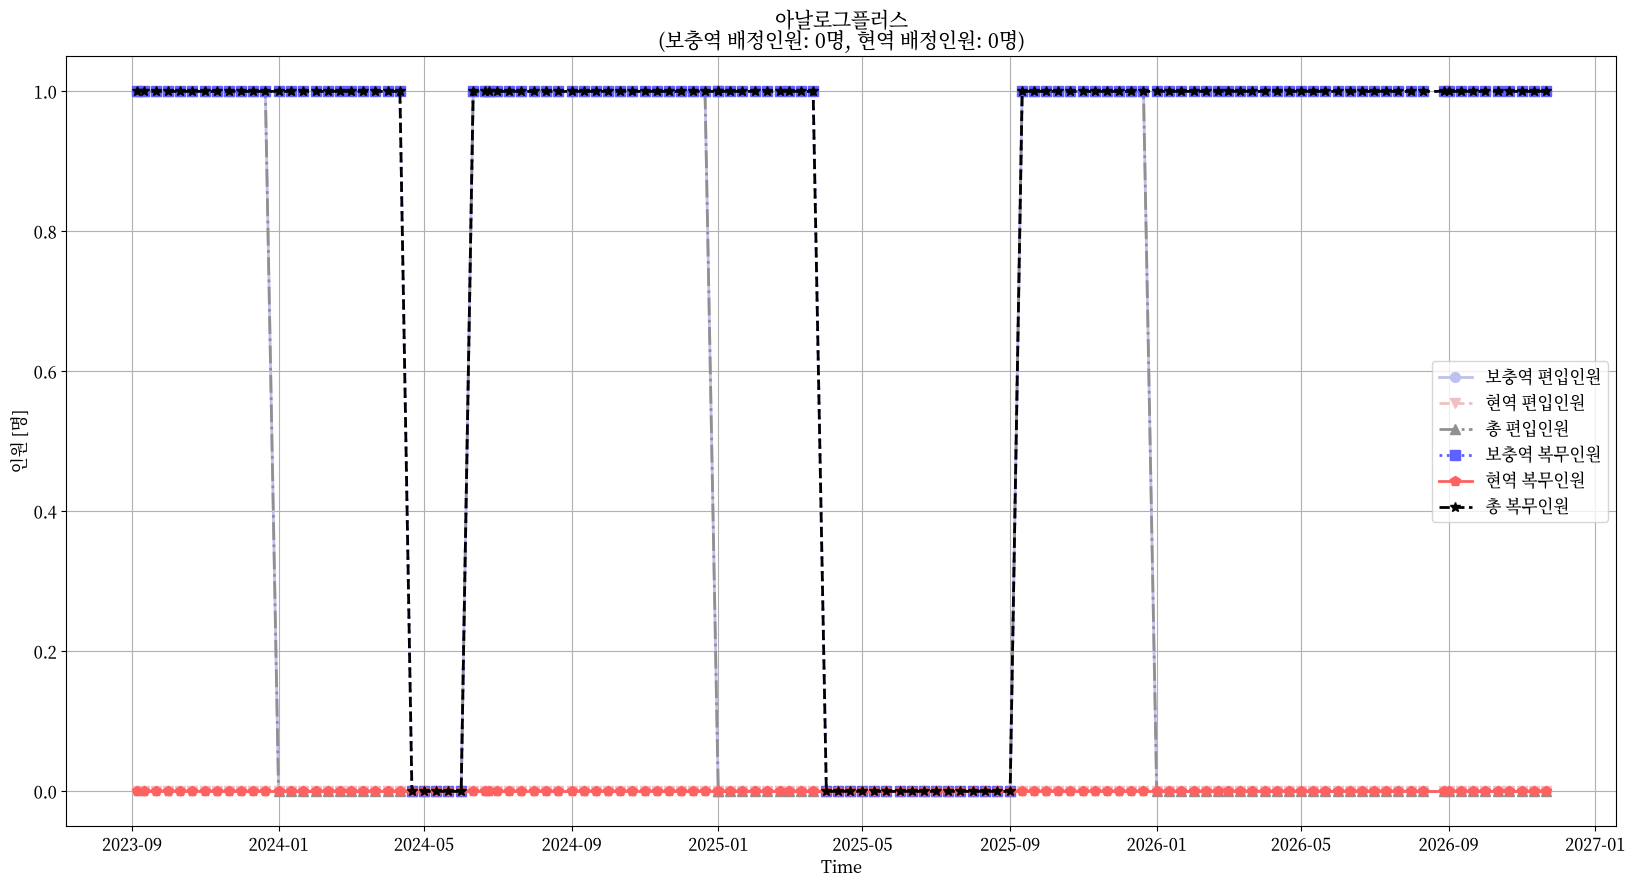 아날로그플러스
(보충역 배정인원: 0명, 현역 배정인원: 0명)
인원 [명]
1.0
0.8
0.6
0.4
0.2
0.0
보충역 편입인원
현역 편입인원
총 편입인원
보충역 복무인원
현역 복무인원
총 복무인원
2023-09 2024-01 2024-05 2024-09 2025-01 2025-05 2025-09 2026-01 2026-05 2026-09 2027-01
Time